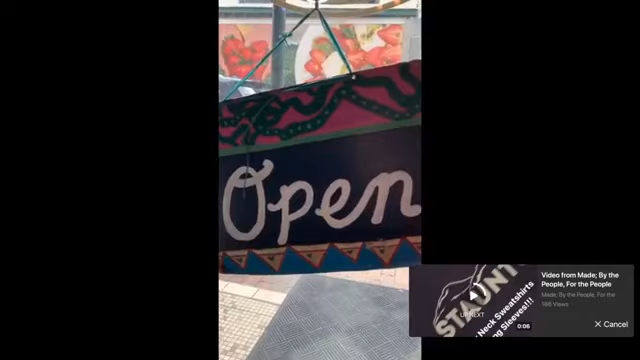 Open
Video from Made; By the
People, For the People
Made; By the People, For the
188 Views
UP NEXT
STAUNT
Neck Sweatshirts
g Sleeves!!!
0:06
Cancel